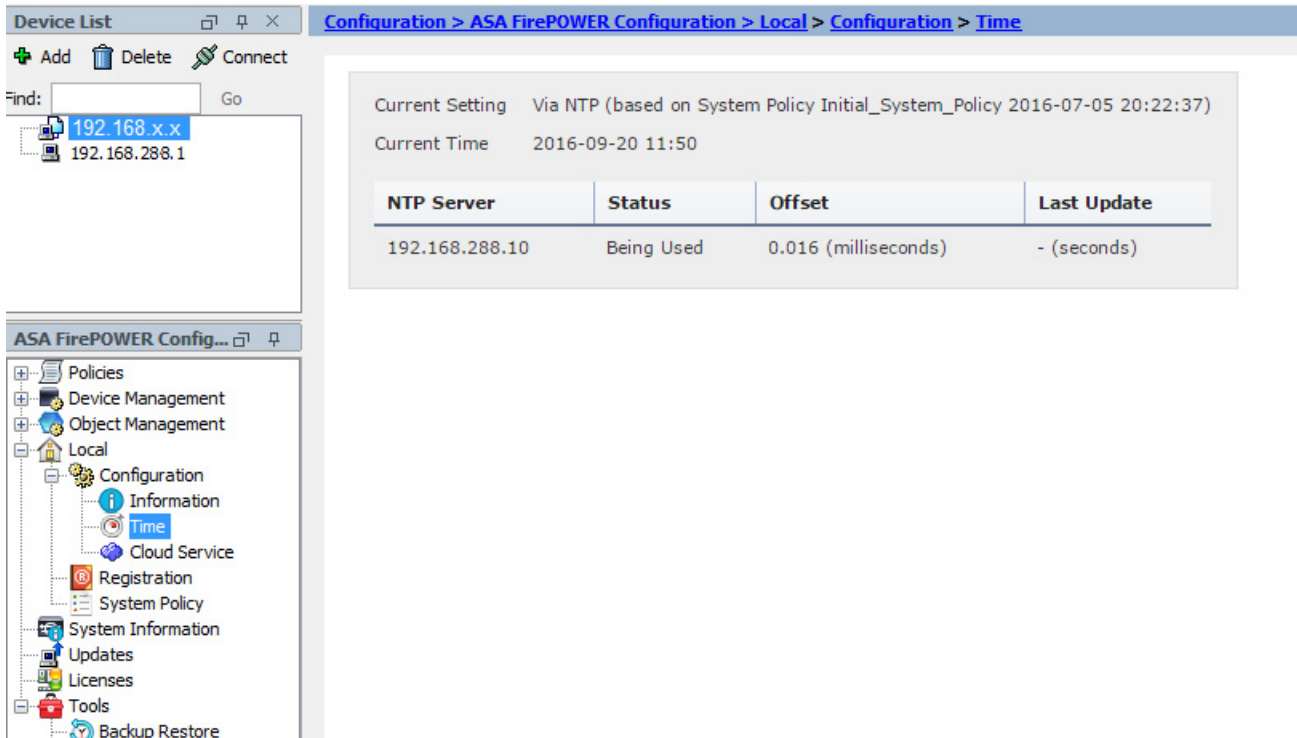 Device List
Add Delete Connect
Find: Go
192.168.x.x
192.168.288.1
ASA FirePOWER Config...
Policies
Device Management
Object Management
Local
Configuration
Information
Time
Cloud Service
Registration
System Policy
System Information
Updates
Licenses
Tools
Backup Restore
Configuration > ASA FirePOWER Configuration > Local > Configuration > Time
Current Setting Via NTP (based on System Policy Initial_System_Policy 2016-07-05 20:22:37)
Current Time 2016-09-20 11:50
NTP Server Status Offset Last Update
192.168.288.10 Being Used 0.016 (milliseconds) - (seconds)